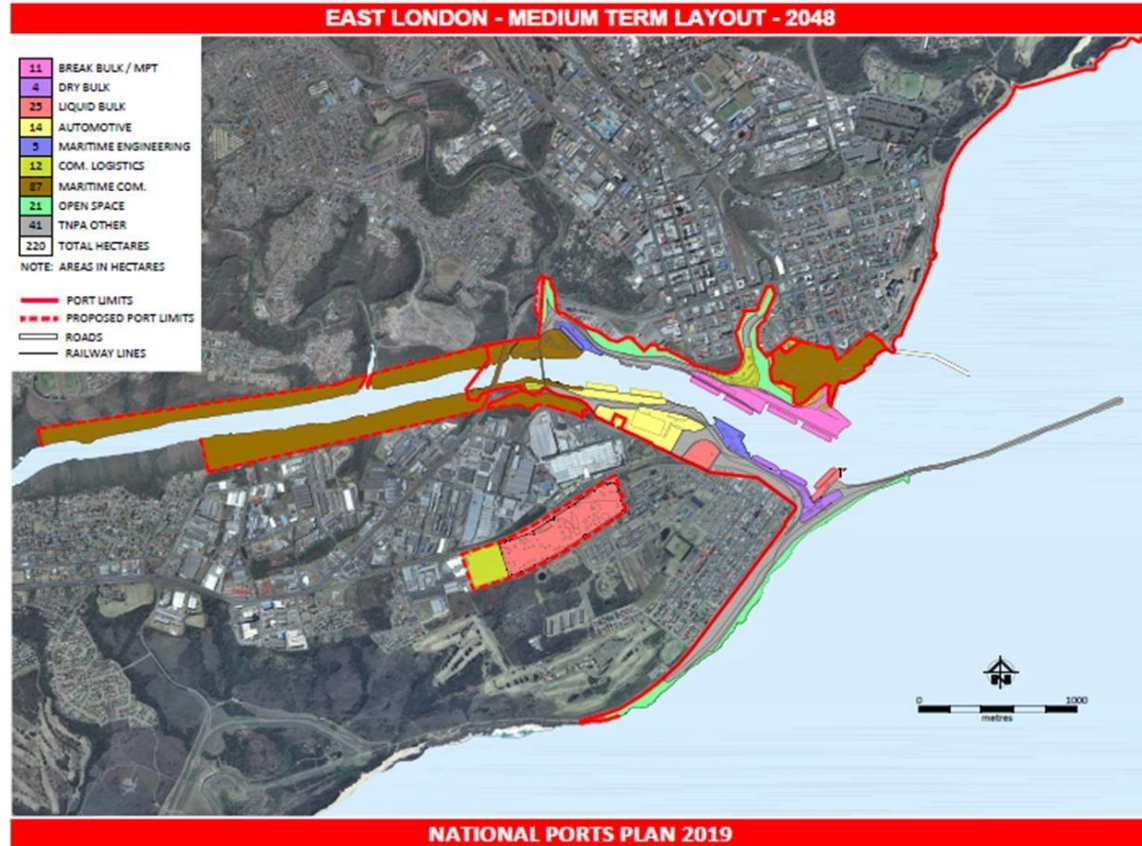 EAST LONDON - MEDIUM TERM LAYOUT - 2048
11 BREAK BULK / MPT
4 DRY BULK
25 LIQUID BULK
14 AUTOMOTIVE
5 MARITIME ENGINEERING
12 COM. LOGISTICS
87 MARITIME COM.
21 OPEN SPACE
41 TNPA OTHER
220 TOTAL HECTARES
NOTE: AREAS IN HECTARES
PORT LIMITS
PROPOSED PORT LIMITS
ROADS
RAILWAY LINES
N
0 1000
metres
NATIONAL PORTS PLAN 2019